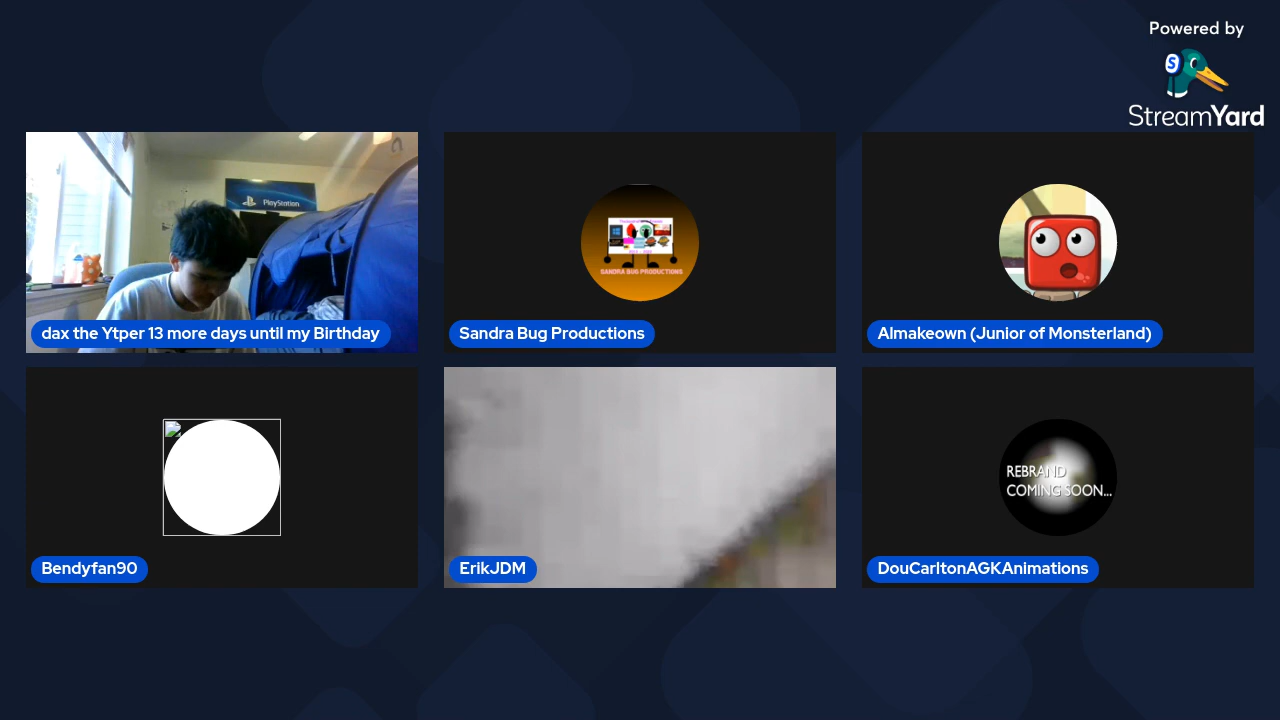 Powered by
StreamYard
PlayStation
dax the Ytper 13 more days until my Birthday
SANDRA BUG PRODUCTIONS
Sandra Bug Productions
Almakeown (Junior of Monsterland)
Bendyfan90
ErikJDM
REBRAND
COMING SOON...
DouCarltonAGKAnimations